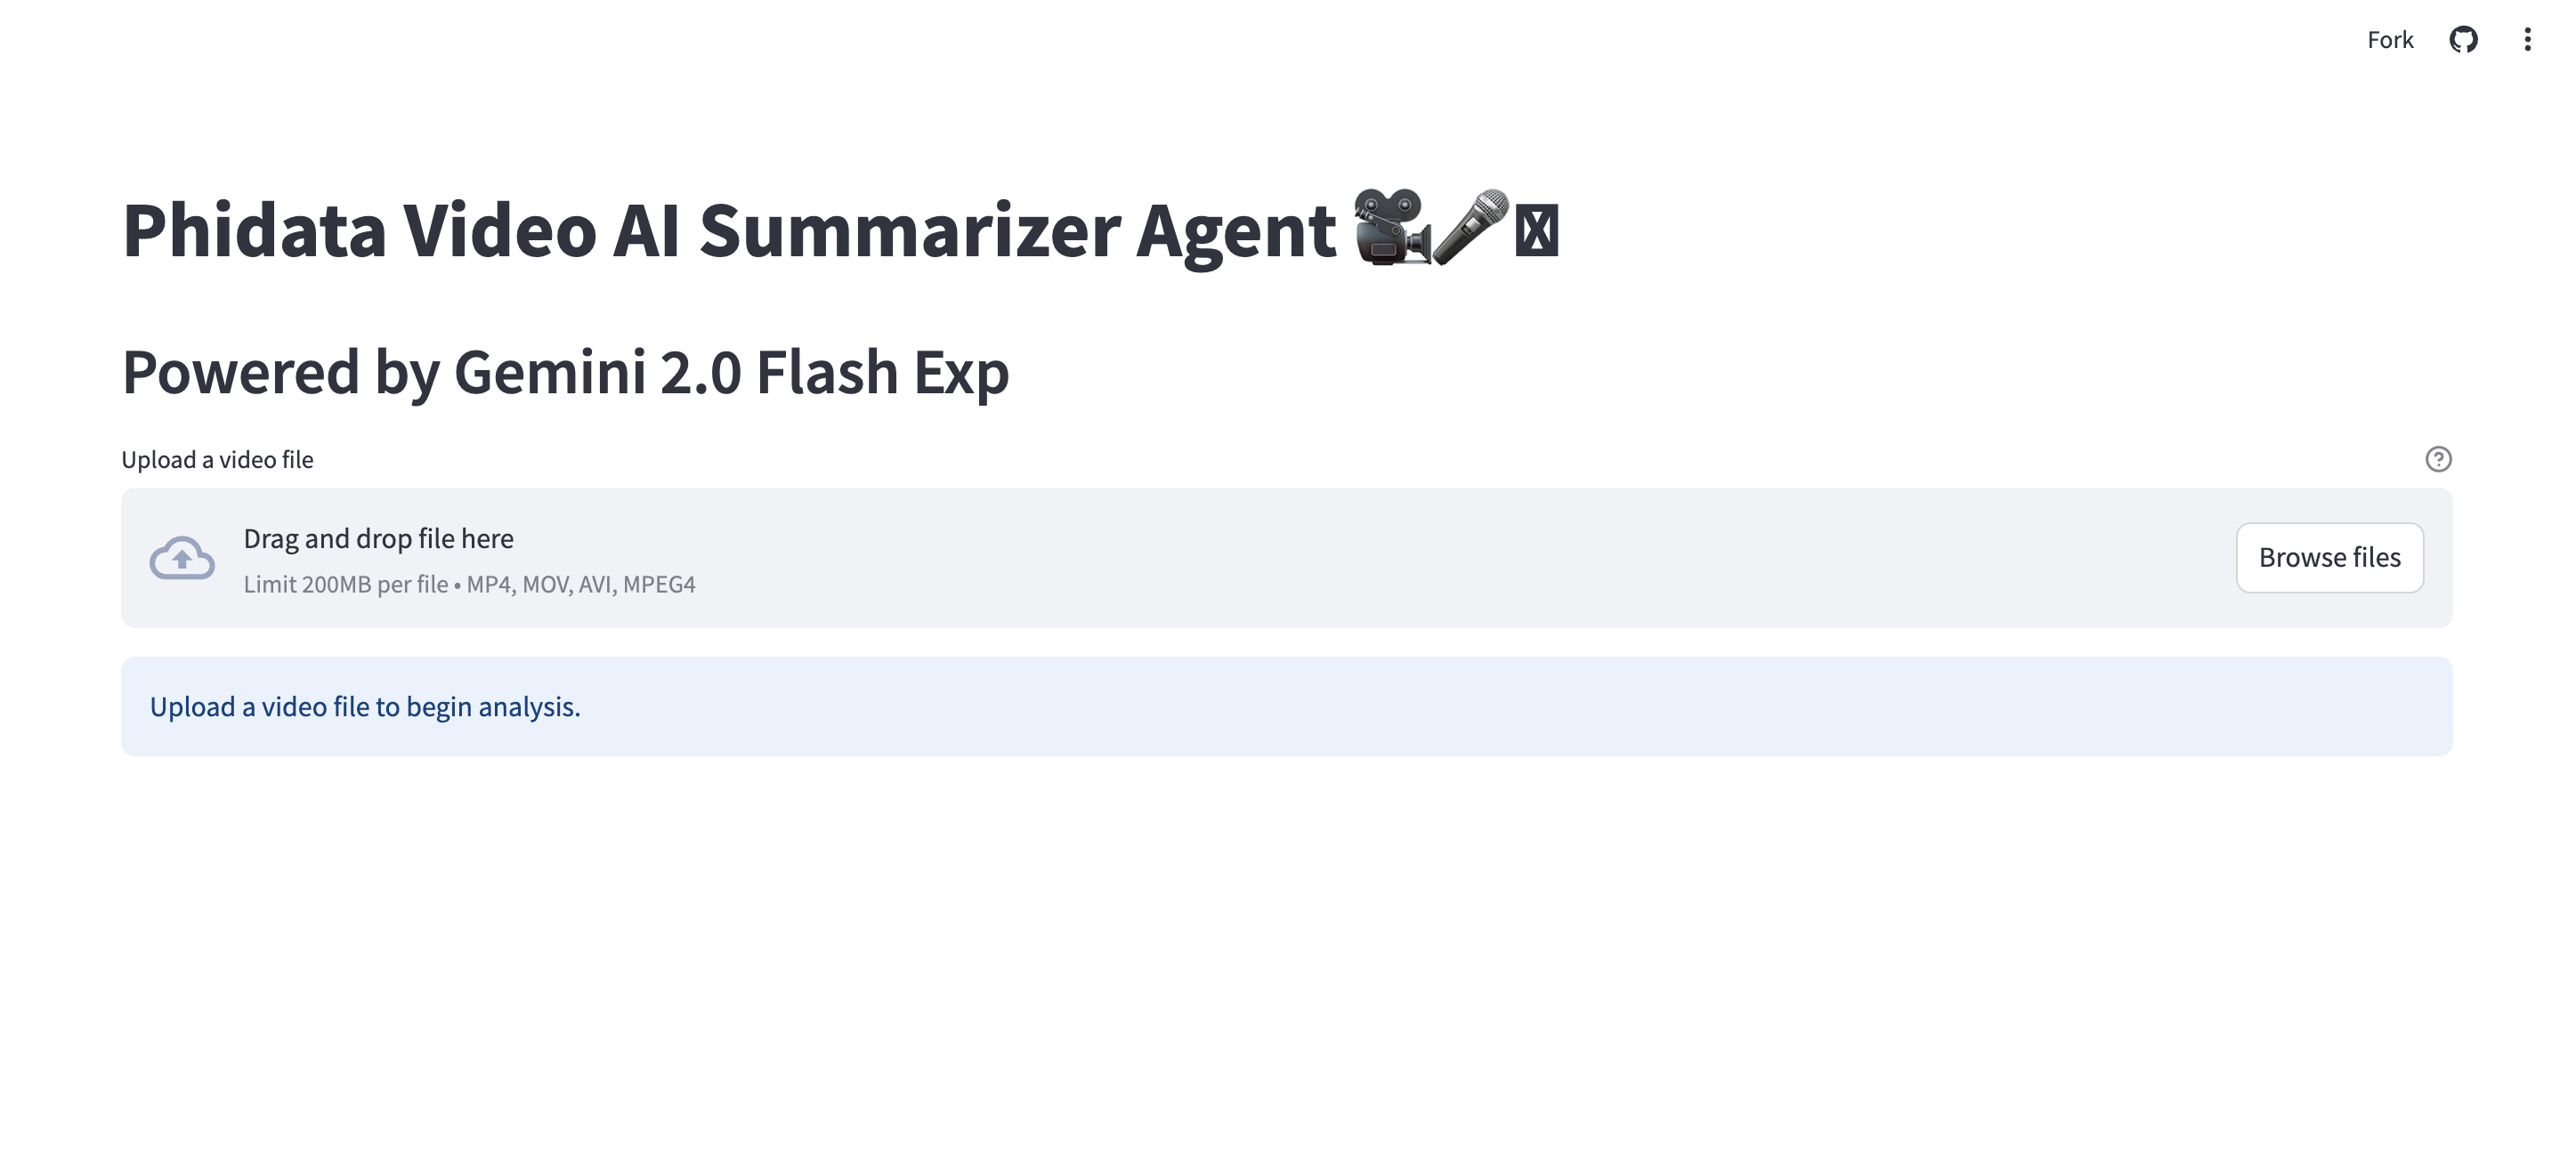 Fork
Phidata Video AI Summarizer Agent 🎥🎤
Powered by Gemini 2.0 Flash Exp
Upload a video file
Drag and drop file here
Limit 200MB per file • MP4, MOV, AVI, MPEG4
Browse files
Upload a video file to begin analysis.